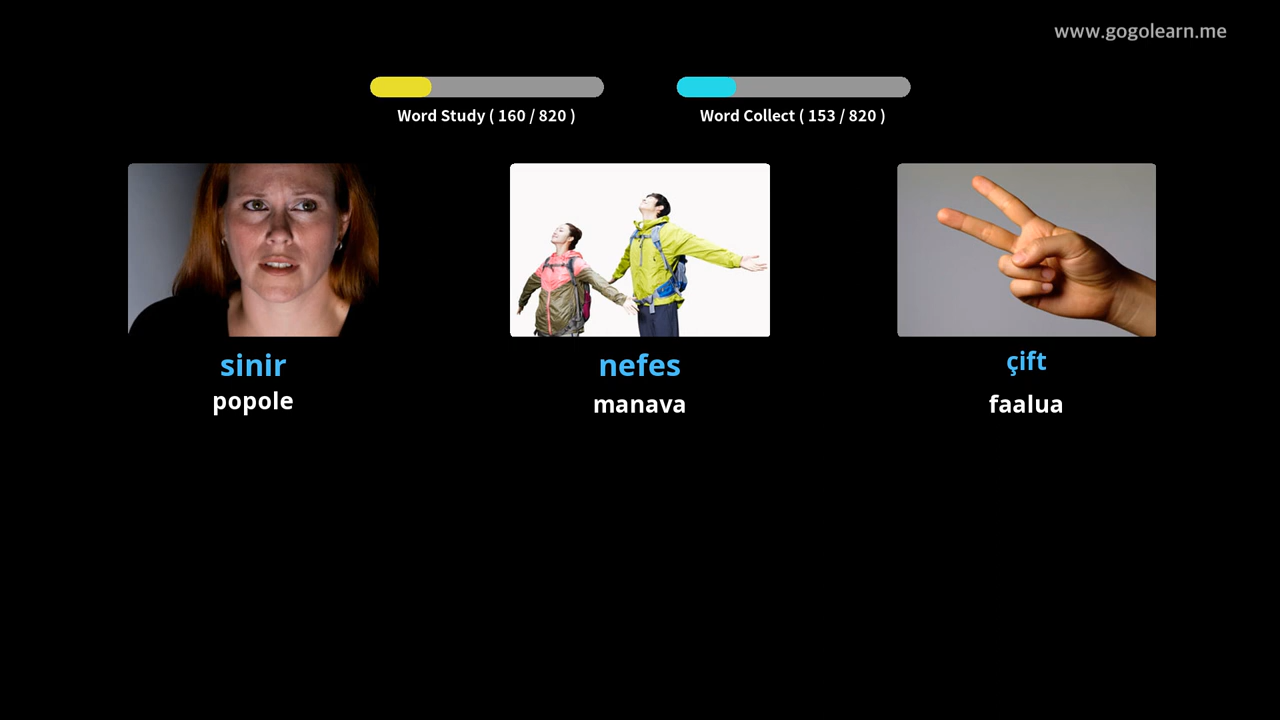 www.gogolearn.me
Word Study ( 160 / 820 )
Word Collect ( 153 / 820 )
sinir
popole
nefes
manava
çift
faalua